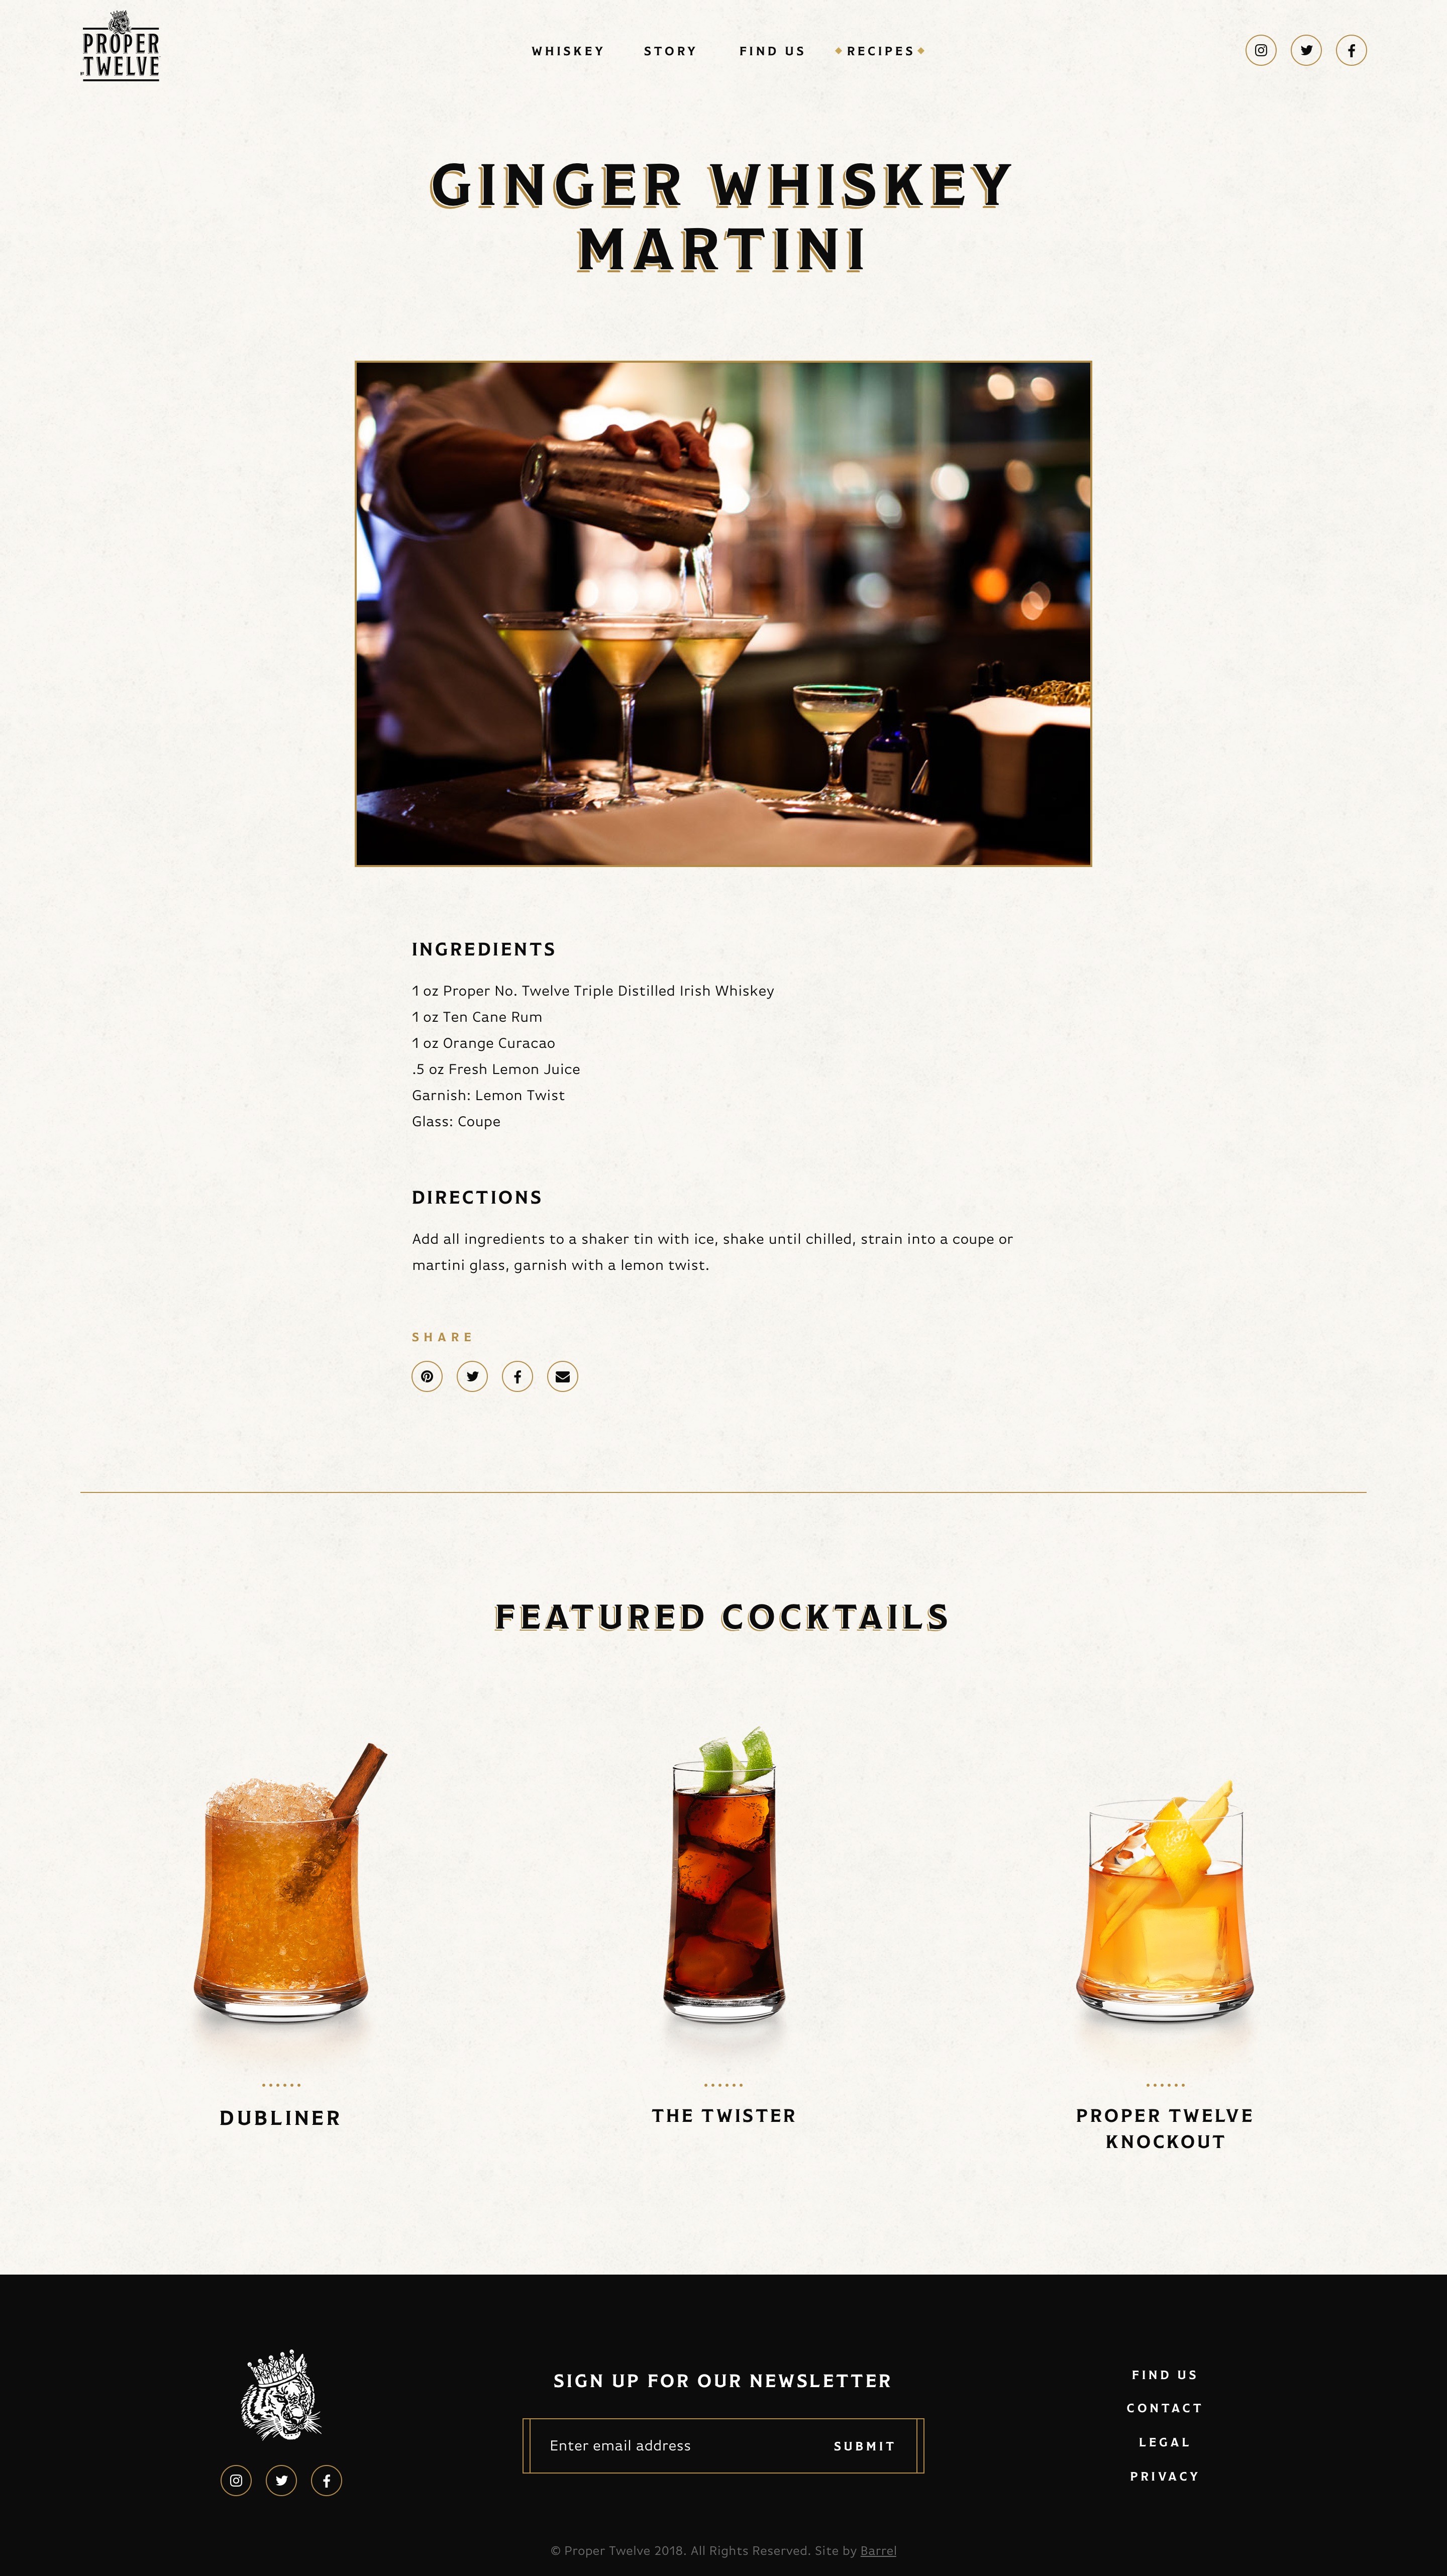 PROPER
TWELVE
WHISKEY STORY FIND US RECIPES
GINGER WHISKEY
MARTINI
INGREDIENTS
1 oz Proper No. Twelve Triple Distilled Irish Whiskey
1 oz Ten Cane Rum
1 oz Orange Curacao
.5 oz Fresh Lemon Juice
Garnish: Lemon Twist
Glass: Coupe
DIRECTIONS
Add all ingredients to a shaker tin with ice, shake until chilled, strain into a coupe or
martini glass, garnish with a lemon twist.
SHARE
FEATURED COCKTAILS
DUBLINER
THE TWISTER
PROPER TWELVE
KNOCKOUT
SIGN UP FOR OUR NEWSLETTER
Enter email address SUBMIT
FIND US
CONTACT
LEGAL
PRIVACY
© Proper Twelve 2018. All Rights Reserved. Site by Barrel